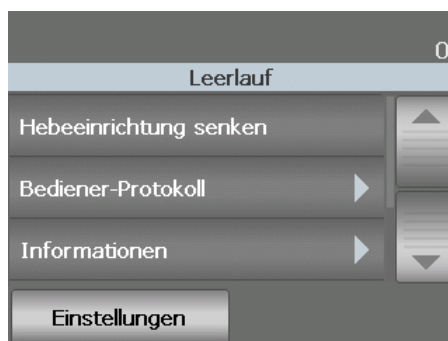 0
Leerlauf
Hebeeinrichtung senken
Bediener-Protokoll
Informationen
Einstellungen